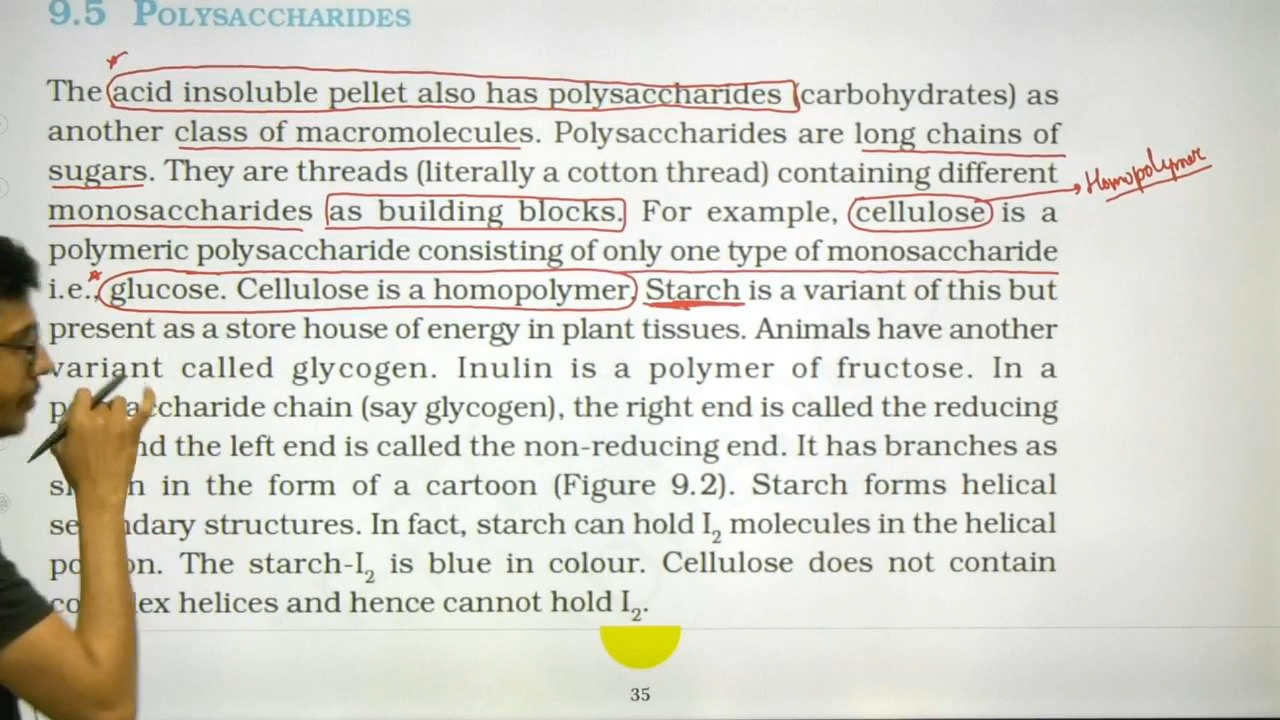 9.5 POLYSACCHARIDES
The acid insoluble pellet also has polysaccharides (carbohydrates) as
another class of macromolecules. Polysaccharides are long chains of
sugars. They are threads (literally a cotton thread) containing different
Homopolymer
monosaccharides as building blocks. For example, cellulose is a
polymeric polysaccharide consisting of only one type of monosaccharide
i.e., glucose. Cellulose is a homopolymer. Starch is a variant of this but
present as a store house of energy in plant tissues. Animals have another
variant called glycogen. Inulin is a polymer of fructose. In a
chain (say glycogen), the right end is called the reducing
the left end is called the non-reducing end. It has branches as
in the form of a cartoon (Figure 9.2). Starch forms helical
structures. In fact, starch can hold I₂ molecules in the helical
The starch-I₂ is blue in colour. Cellulose does not contain
helices and hence cannot hold I₂.
35